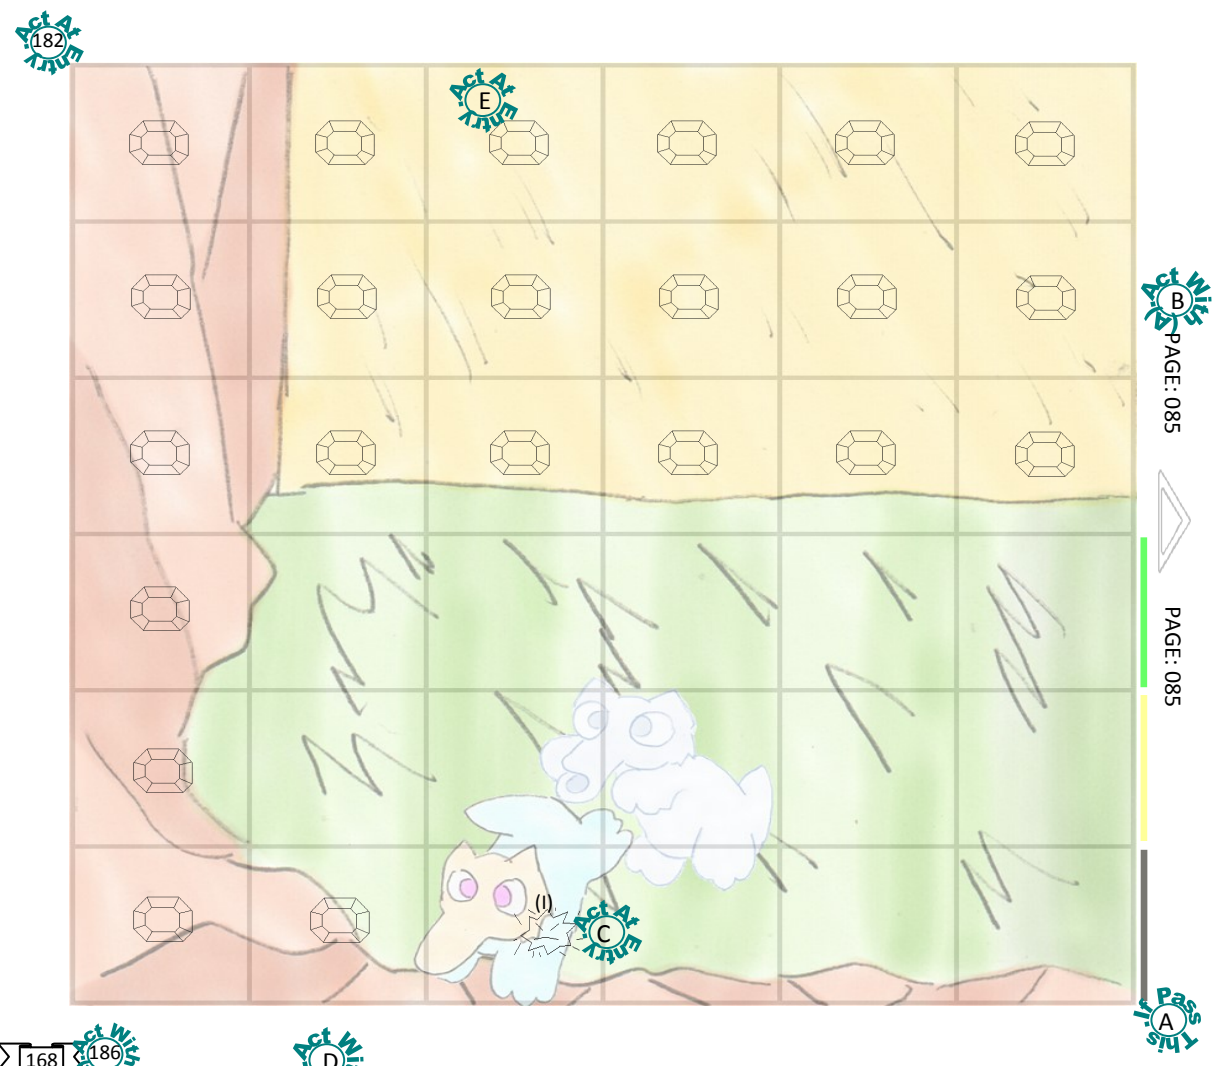 Act At Entry.
182
Act At Entry.
E
Act With (A).
B
PAGE: 085
PAGE: 085
(I)
Act At Entry.
C
If Pass This.
A
168
Act With
186
Act Wi
D